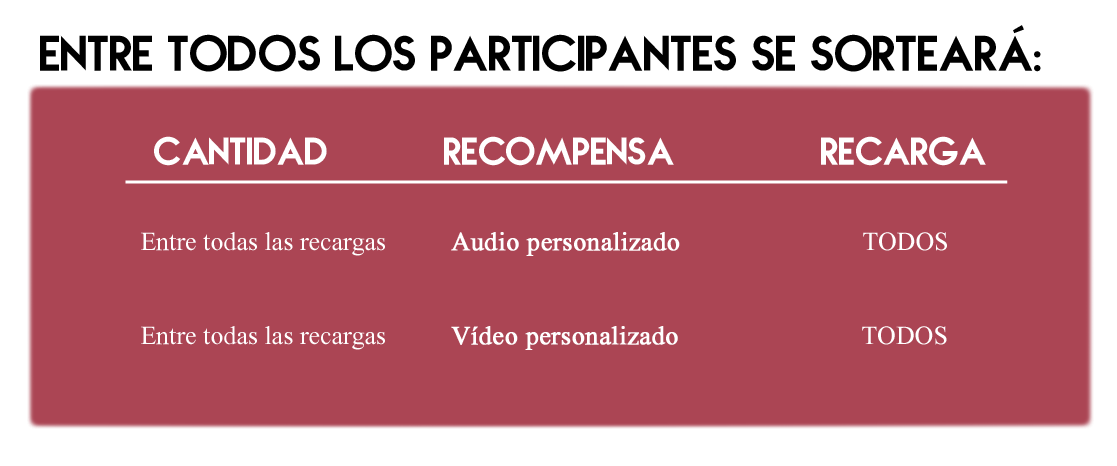 ENTRE TODOS LOS PARTICIPANTES SE SORTEARÁ:
CANTIDAD RECOMPENSA RECARGA
Entre todas las recargas Audio personalizado TODOS
Entre todas las recargas Vídeo personalizado TODOS